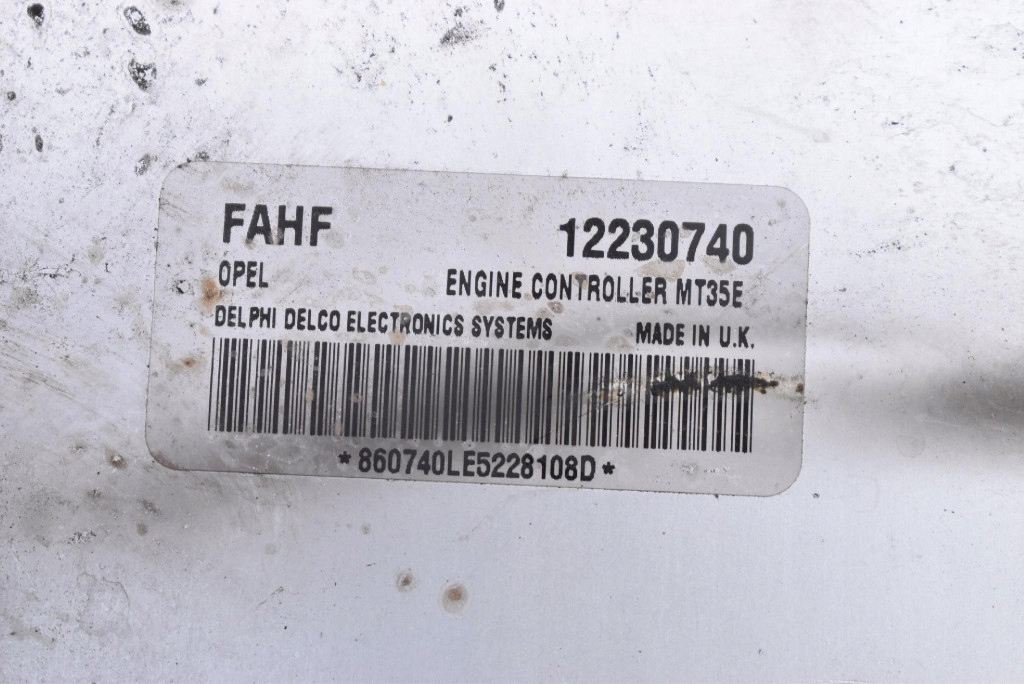 FAHF 12230740
OPEL ENGINE CONTROLLER MT35E
DELPHI DELCO ELECTRONICS SYSTEMS MADE IN U.K.
*860740LE5228108D*